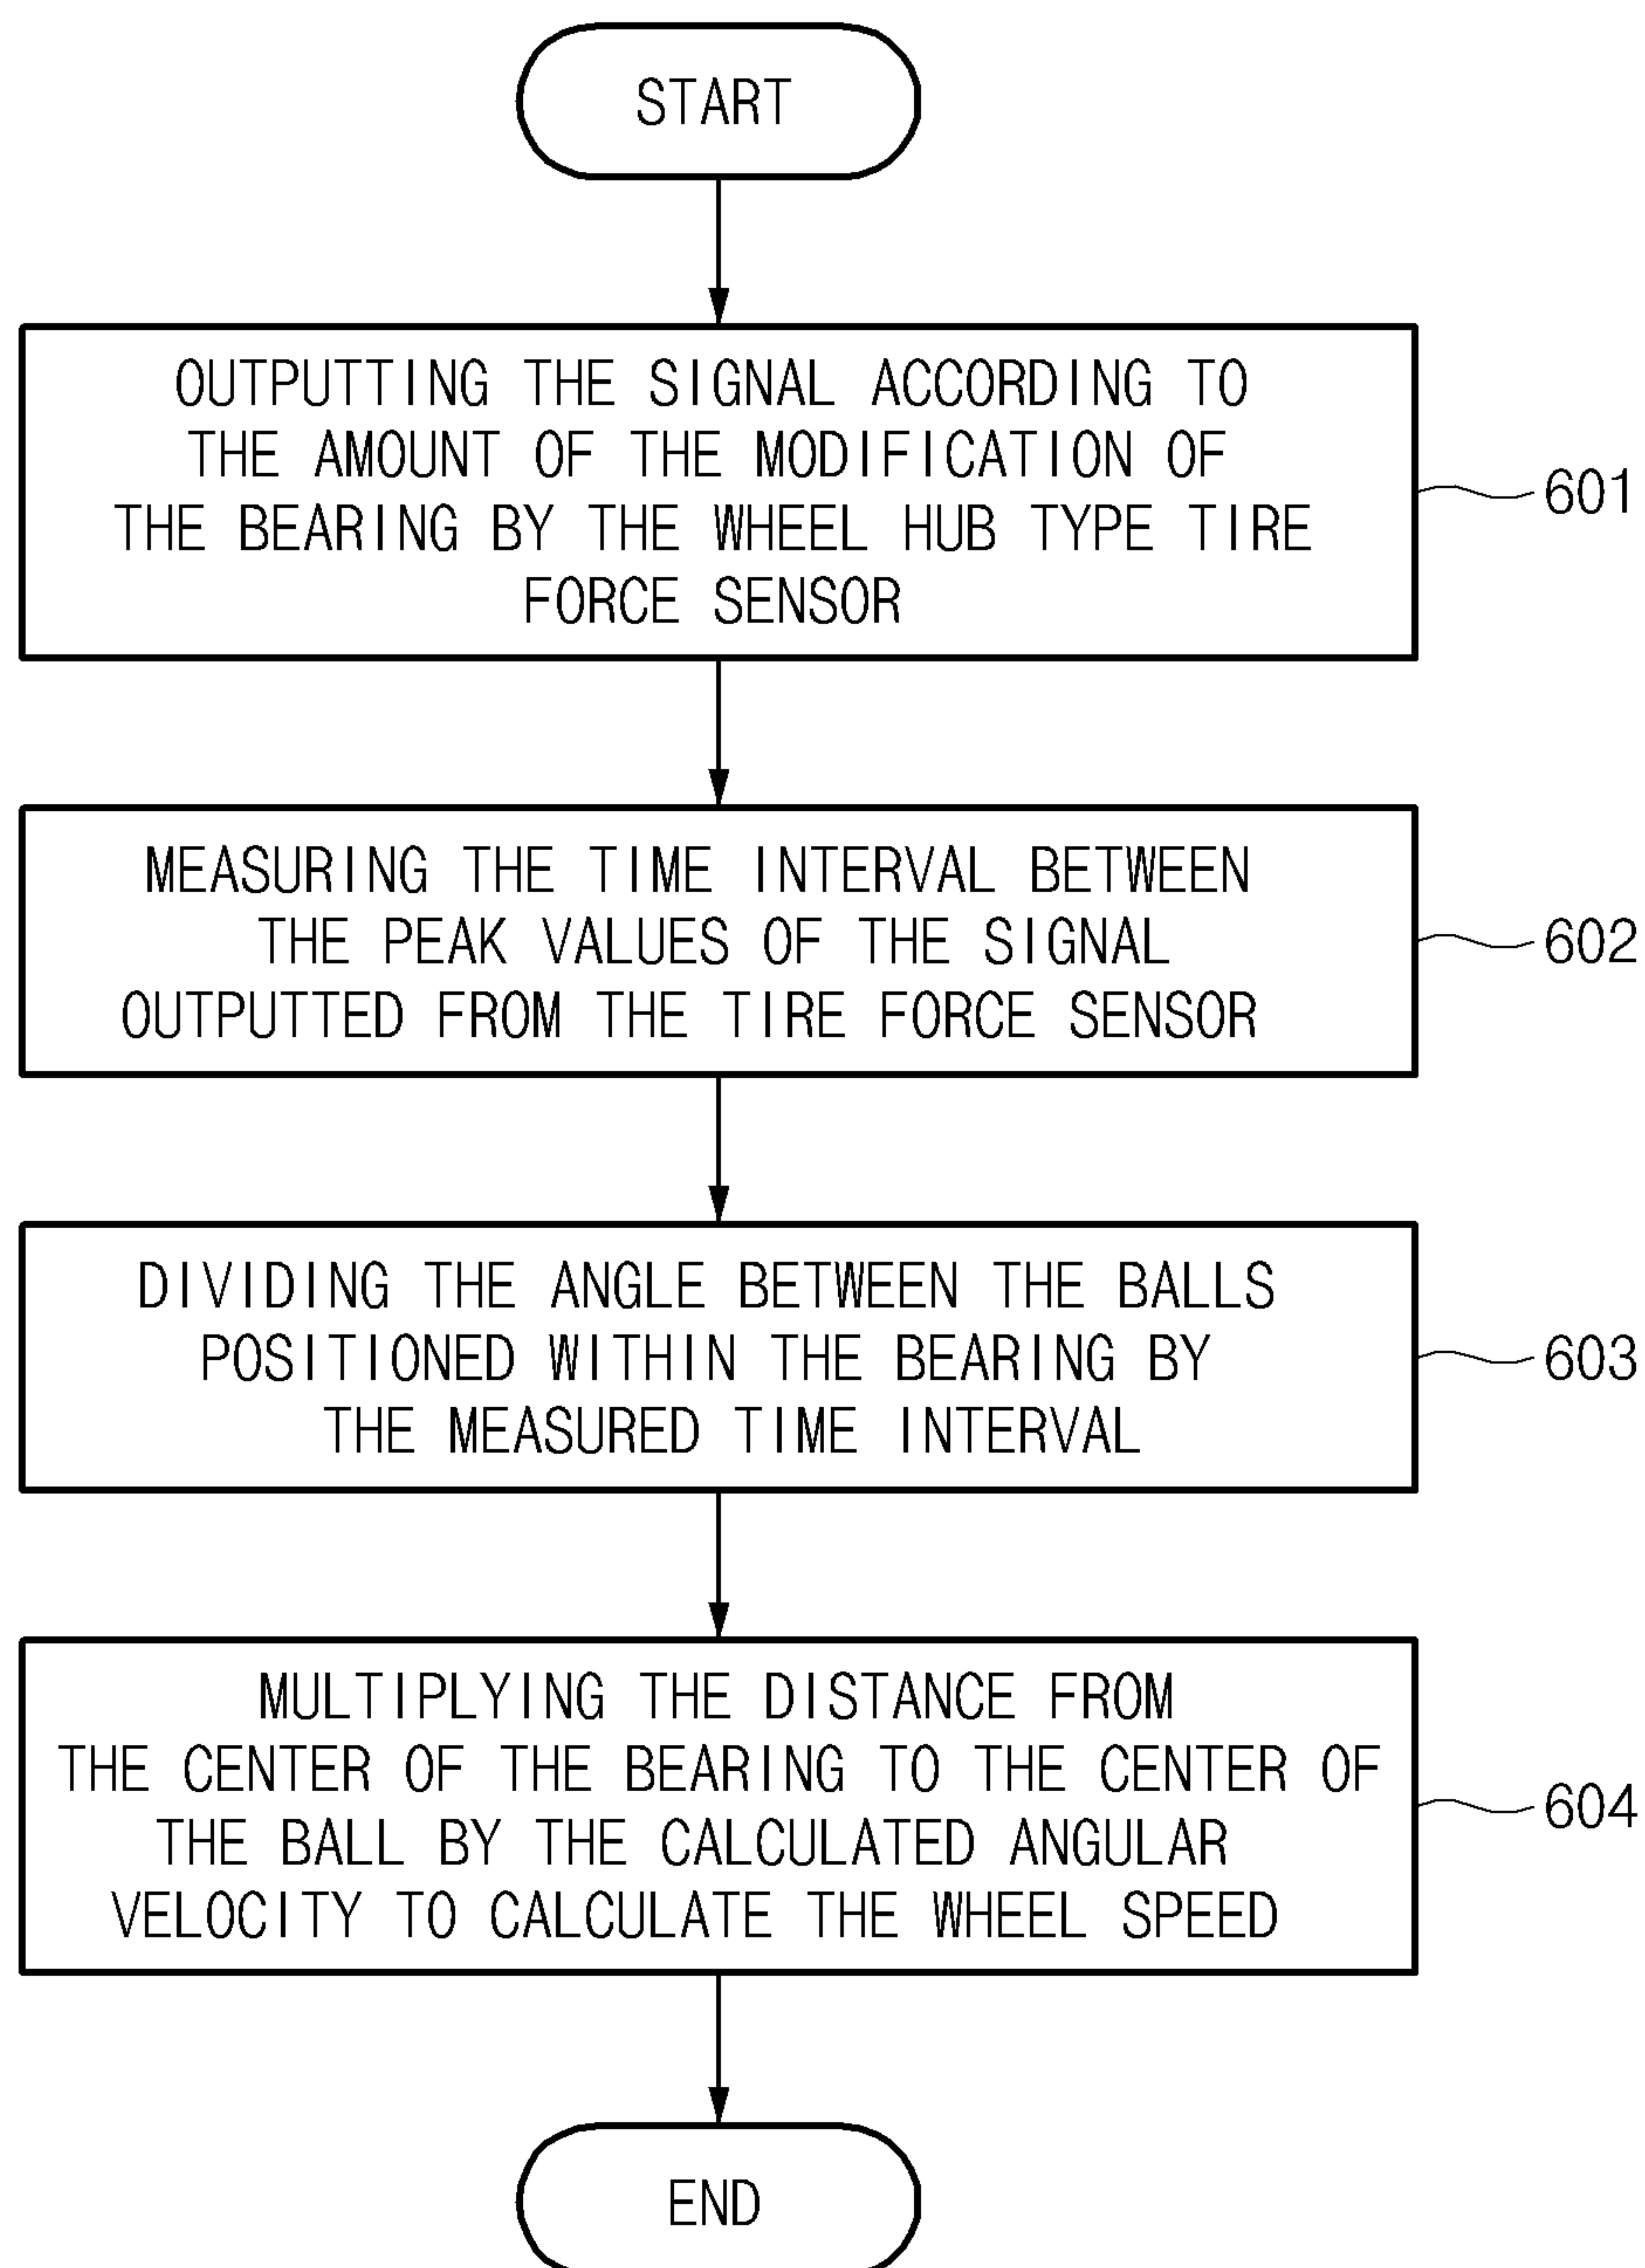 START
OUTPUTTING THE SIGNAL ACCORDING TO
THE AMOUNT OF THE MODIFICATION OF
THE BEARING BY THE WHEEL HUB TYPE TIRE
FORCE SENSOR
601
MEASURING THE TIME INTERVAL BETWEEN
THE PEAK VALUES OF THE SIGNAL
OUTPUTTED FROM THE TIRE FORCE SENSOR
602
DIVIDING THE ANGLE BETWEEN THE BALLS
POSITIONED WITHIN THE BEARING BY
THE MEASURED TIME INTERVAL
603
MULTIPLYING THE DISTANCE FROM
THE CENTER OF THE BEARING TO THE CENTER OF
THE BALL BY THE CALCULATED ANGULAR
VELOCITY TO CALCULATE THE WHEEL SPEED
604
END